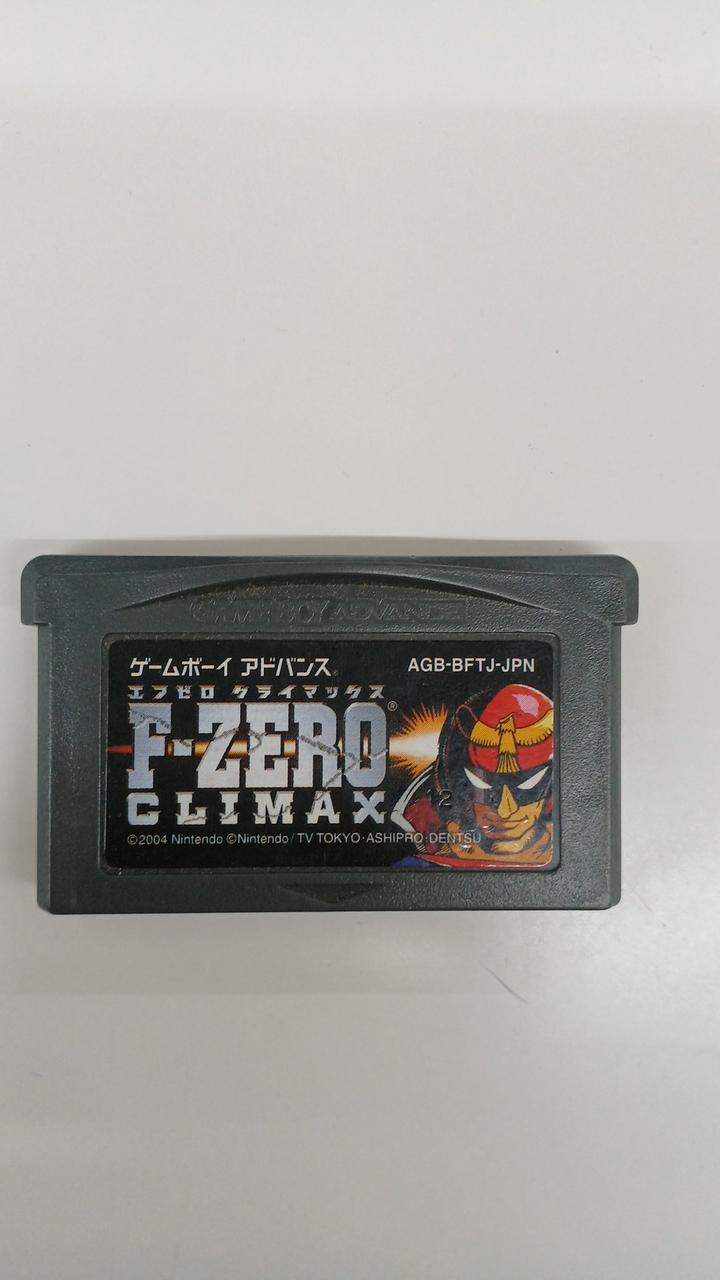 GAME BOY ADVANCE
ゲームボーイ アドバンス® AGB-BFTJ-JPN
エフゼロ クライマックス
F-ZERO®
CLIMAX
12
©2004 Nintendo ©Nintendo/TV TOKYO・ASHIPRO・DENTSU